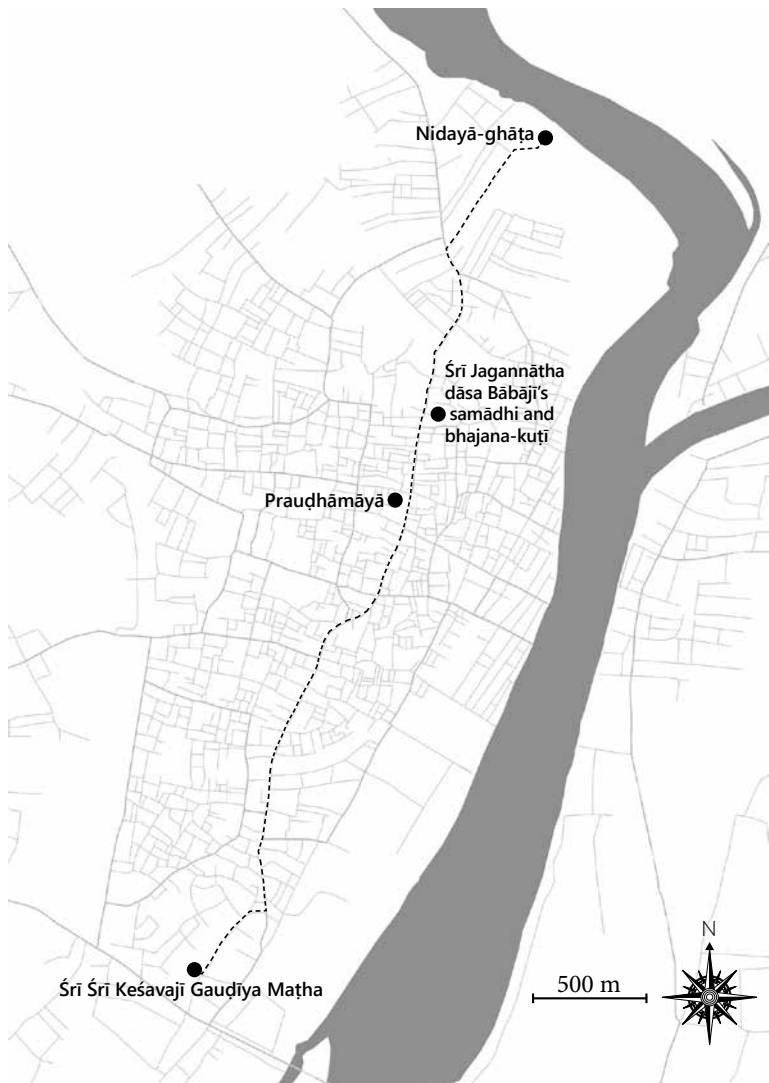 Nidayā-ghāṭa
Śrī Jagannātha
dāsa Bābājī’s
samādhi and
bhajana-kuṭī
Prauḍhāmāyā
Śrī Śrī Keśavajī Gauḍīya Maṭha
N
500 m